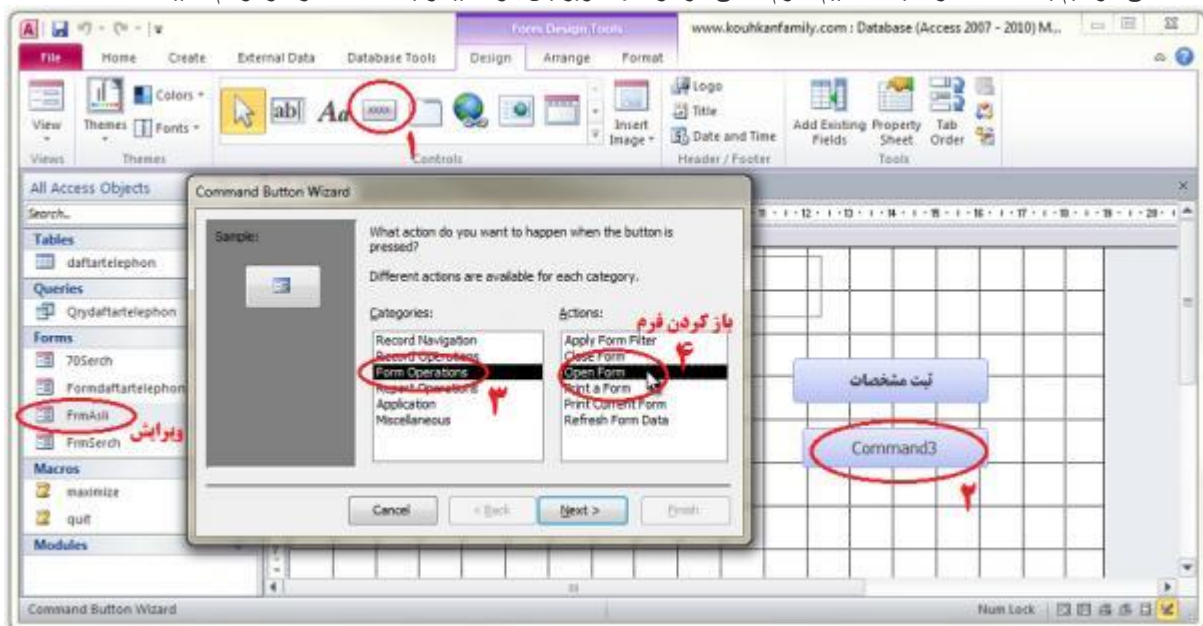 Form Design Tools
www.kouhkanfamily.com : Database (Access 2007 - 2010) M...
File Home Create External Data Database Tools Design Arrange Format
View
Themes
Colors
Fonts
ab|
Aa
xxxx
Insert Image
Logo
Title
Date and Time
Add Existing Fields
Property Sheet
Tab Order
Views Themes Controls Header / Footer Tools
۱
All Access Objects
Search...
Tables
daftartelephon
Queries
Qrydaftartelephon
Forms
70Serch
Formdaftartelephon
FrmAsli
ویرایش
FrmSerch
Macros
maximize
quit
Modules
Command Button Wizard
Sample:
What action do you want to happen when the button is pressed?
Different actions are available for each category.
Categories:
Record Navigation
Record Operations
Form Operations
Report Operations
Application
Miscellaneous
۳
Actions:
باز کردن فرم
۴
Apply Form Filter
Close Form
Open Form
Print a Form
Print Current Form
Refresh Form Data
Cancel
< Back
Next >
Finish
ثبت مشخصات
Command3
۲
Command Button Wizard
Num Lock